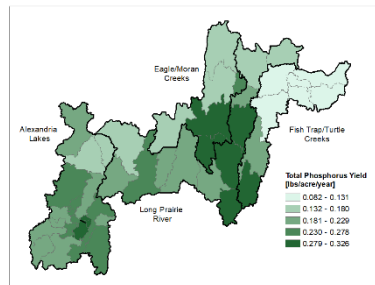 Eagle/Moran
Creeks
Alexandria
Lakes
Fish Trap/Turtle
Creeks
Long Prairie
River
Total Phosphorus Yield
[lbs/acre/year]
0.082 - 0.131
0.132 - 0.180
0.181 - 0.229
0.230 - 0.278
0.279 - 0.326